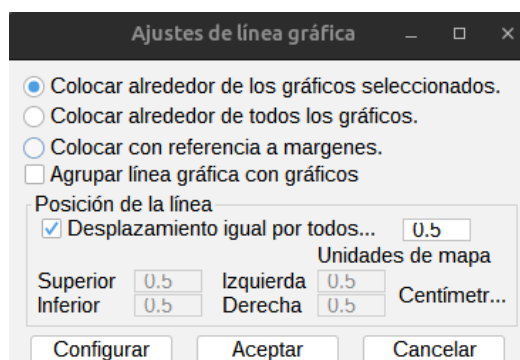 Ajustes de línea gráfica
Colocar alrededor de los gráficos seleccionados.
Colocar alrededor de todos los gráficos.
Colocar con referencia a margenes.
Agrupar línea gráfica con gráficos
Posición de la línea
Desplazamiento igual por todos... 0.5
Unidades de mapa
Superior 0.5 Izquierda 0.5
Centímetr...
Inferior 0.5 Derecha 0.5
Configurar Aceptar Cancelar